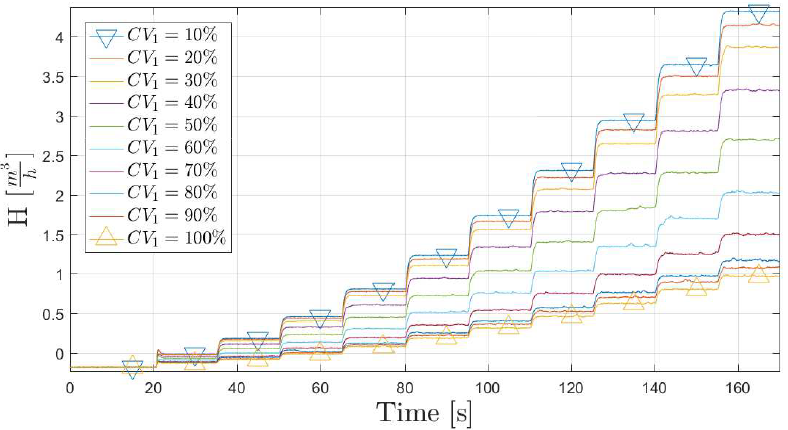 CV₁ = 10%
CV₁ = 20%
CV₁ = 30%
CV₁ = 40%
CV₁ = 50%
CV₁ = 60%
CV₁ = 70%
CV₁ = 80%
CV₁ = 90%
CV₁ = 100%
4
3.5
3
2.5
2
1.5
1
0.5
0
H [m³/h]
0 20 40 60 80 100 120 140 160
Time [s]